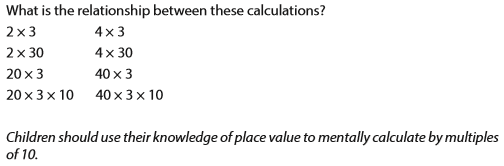 What is the relationship between these calculations?
2 × 3 4 × 3
2 × 30 4 × 30
20 × 3 40 × 3
20 × 3 × 10 40 × 3 × 10
Children should use their knowledge of place value to mentally calculate by multiples
of 10.